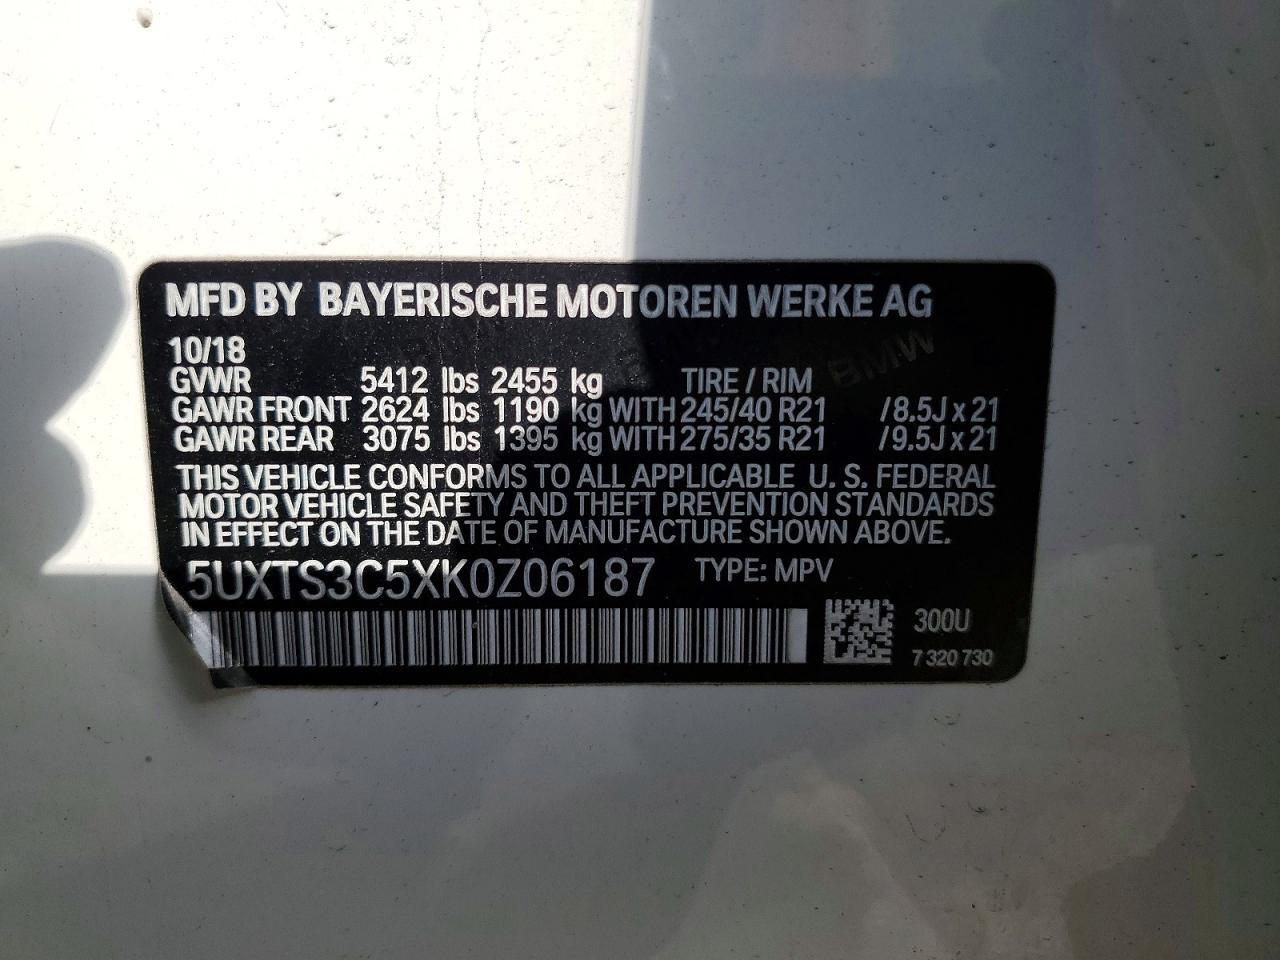 MFD BY BAYERISCHE MOTOREN WERKE AG
10/18
GVWR 5412 lbs 2455 kg TIRE / RIM
GAWR FRONT 2624 lbs 1190 kg WITH 245/40 R21 /8.5J x 21
GAWR REAR 3075 lbs 1395 kg WITH 275/35 R21 /9.5J x 21
THIS VEHICLE CONFORMS TO ALL APPLICABLE U. S. FEDERAL
MOTOR VEHICLE SAFETY AND THEFT PREVENTION STANDARDS
IN EFFECT ON THE DATE OF MANUFACTURE SHOWN ABOVE.
5UXTS3C5XK0Z06187 TYPE: MPV
300U
7 320 730
BMW